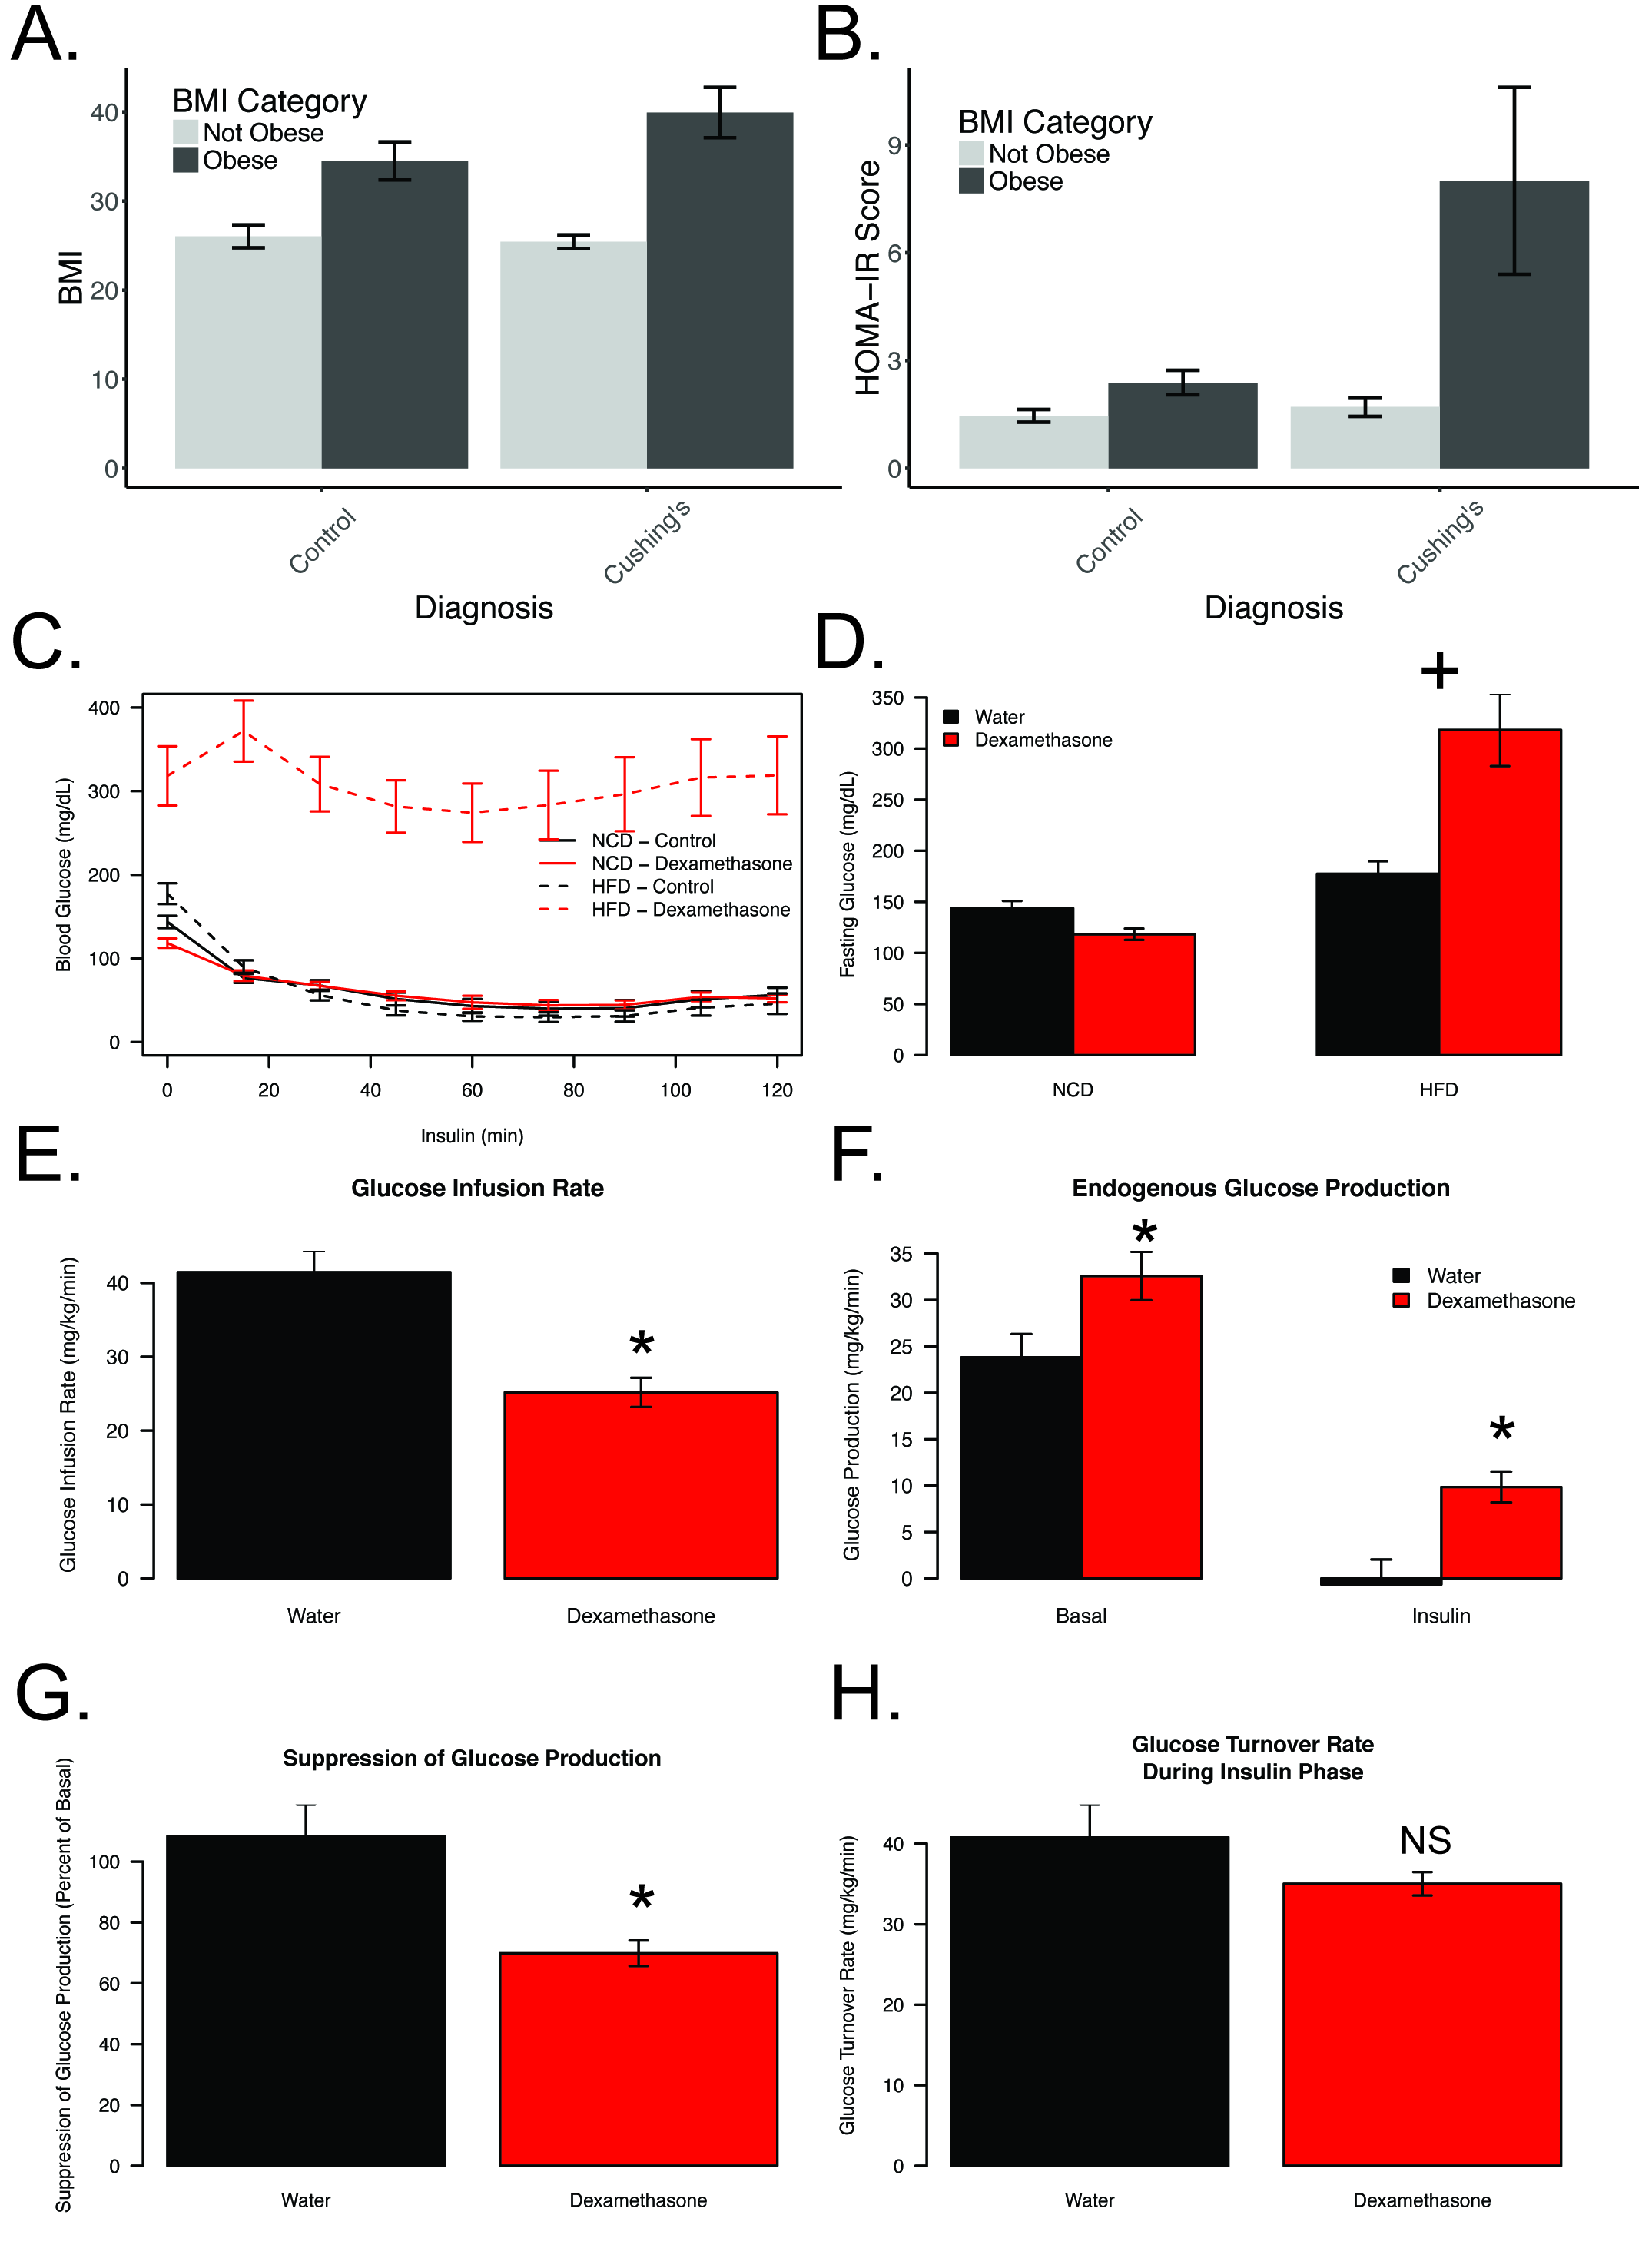 A.
BMI Category
Not Obese
Obese
40
30
20
10
0
BMI
Control
Cushing's
Diagnosis
B.
BMI Category
Not Obese
Obese
9
6
3
0
HOMA−IR Score
Control
Cushing's
Diagnosis
C.
400
300
200
100
0
Blood Glucose (mg/dL)
NCD − Control
NCD − Dexamethasone
HFD − Control
HFD − Dexamethasone
0 20 40 60 80 100 120
Insulin (min)
D.
+
350
300
250
200
150
100
50
0
Fasting Glucose (mg/dL)
Water
Dexamethasone
NCD HFD
E.
Glucose Infusion Rate
40
30
20
10
0
Glucose Infusion Rate (mg/kg/min)
*
Water Dexamethasone
F.
Endogenous Glucose Production
35
30
25
20
15
10
5
0
Glucose Production (mg/kg/min)
*
*
Water
Dexamethasone
Basal Insulin
G.
Suppression of Glucose Production
100
80
60
40
20
0
Suppression of Glucose Production (Percent of Basal)
*
Water Dexamethasone
H.
Glucose Turnover Rate
During Insulin Phase
40
30
20
10
0
Glucose Turnover Rate (mg/kg/min)
NS
Water Dexamethasone